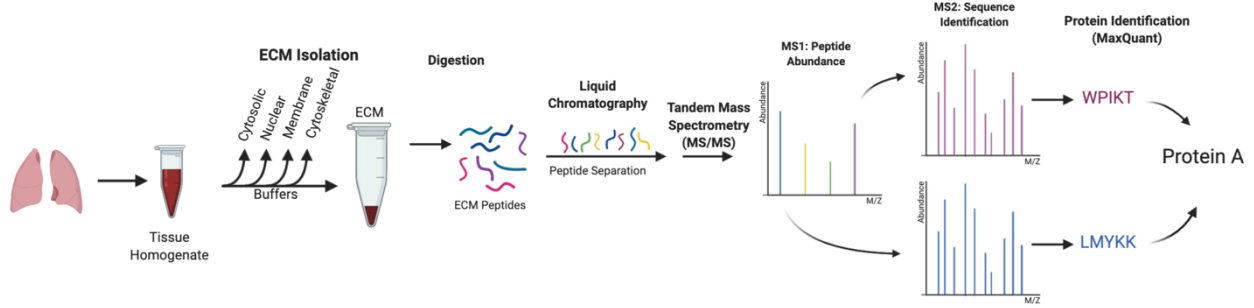 Tissue
Homogenate
ECM Isolation
Cytosolic
Nuclear
Membrane
Cytoskeletal
Buffers
ECM
Digestion
ECM Peptides
Liquid
Chromatography
Peptide Separation
Tandem Mass
Spectrometry
(MS/MS)
MS1: Peptide
Abundance
Abundance
M/Z
MS2: Sequence
Identification
Abundance
M/Z
Abundance
M/Z
Protein Identification
(MaxQuant)
WPIKT
LMYKK
Protein A